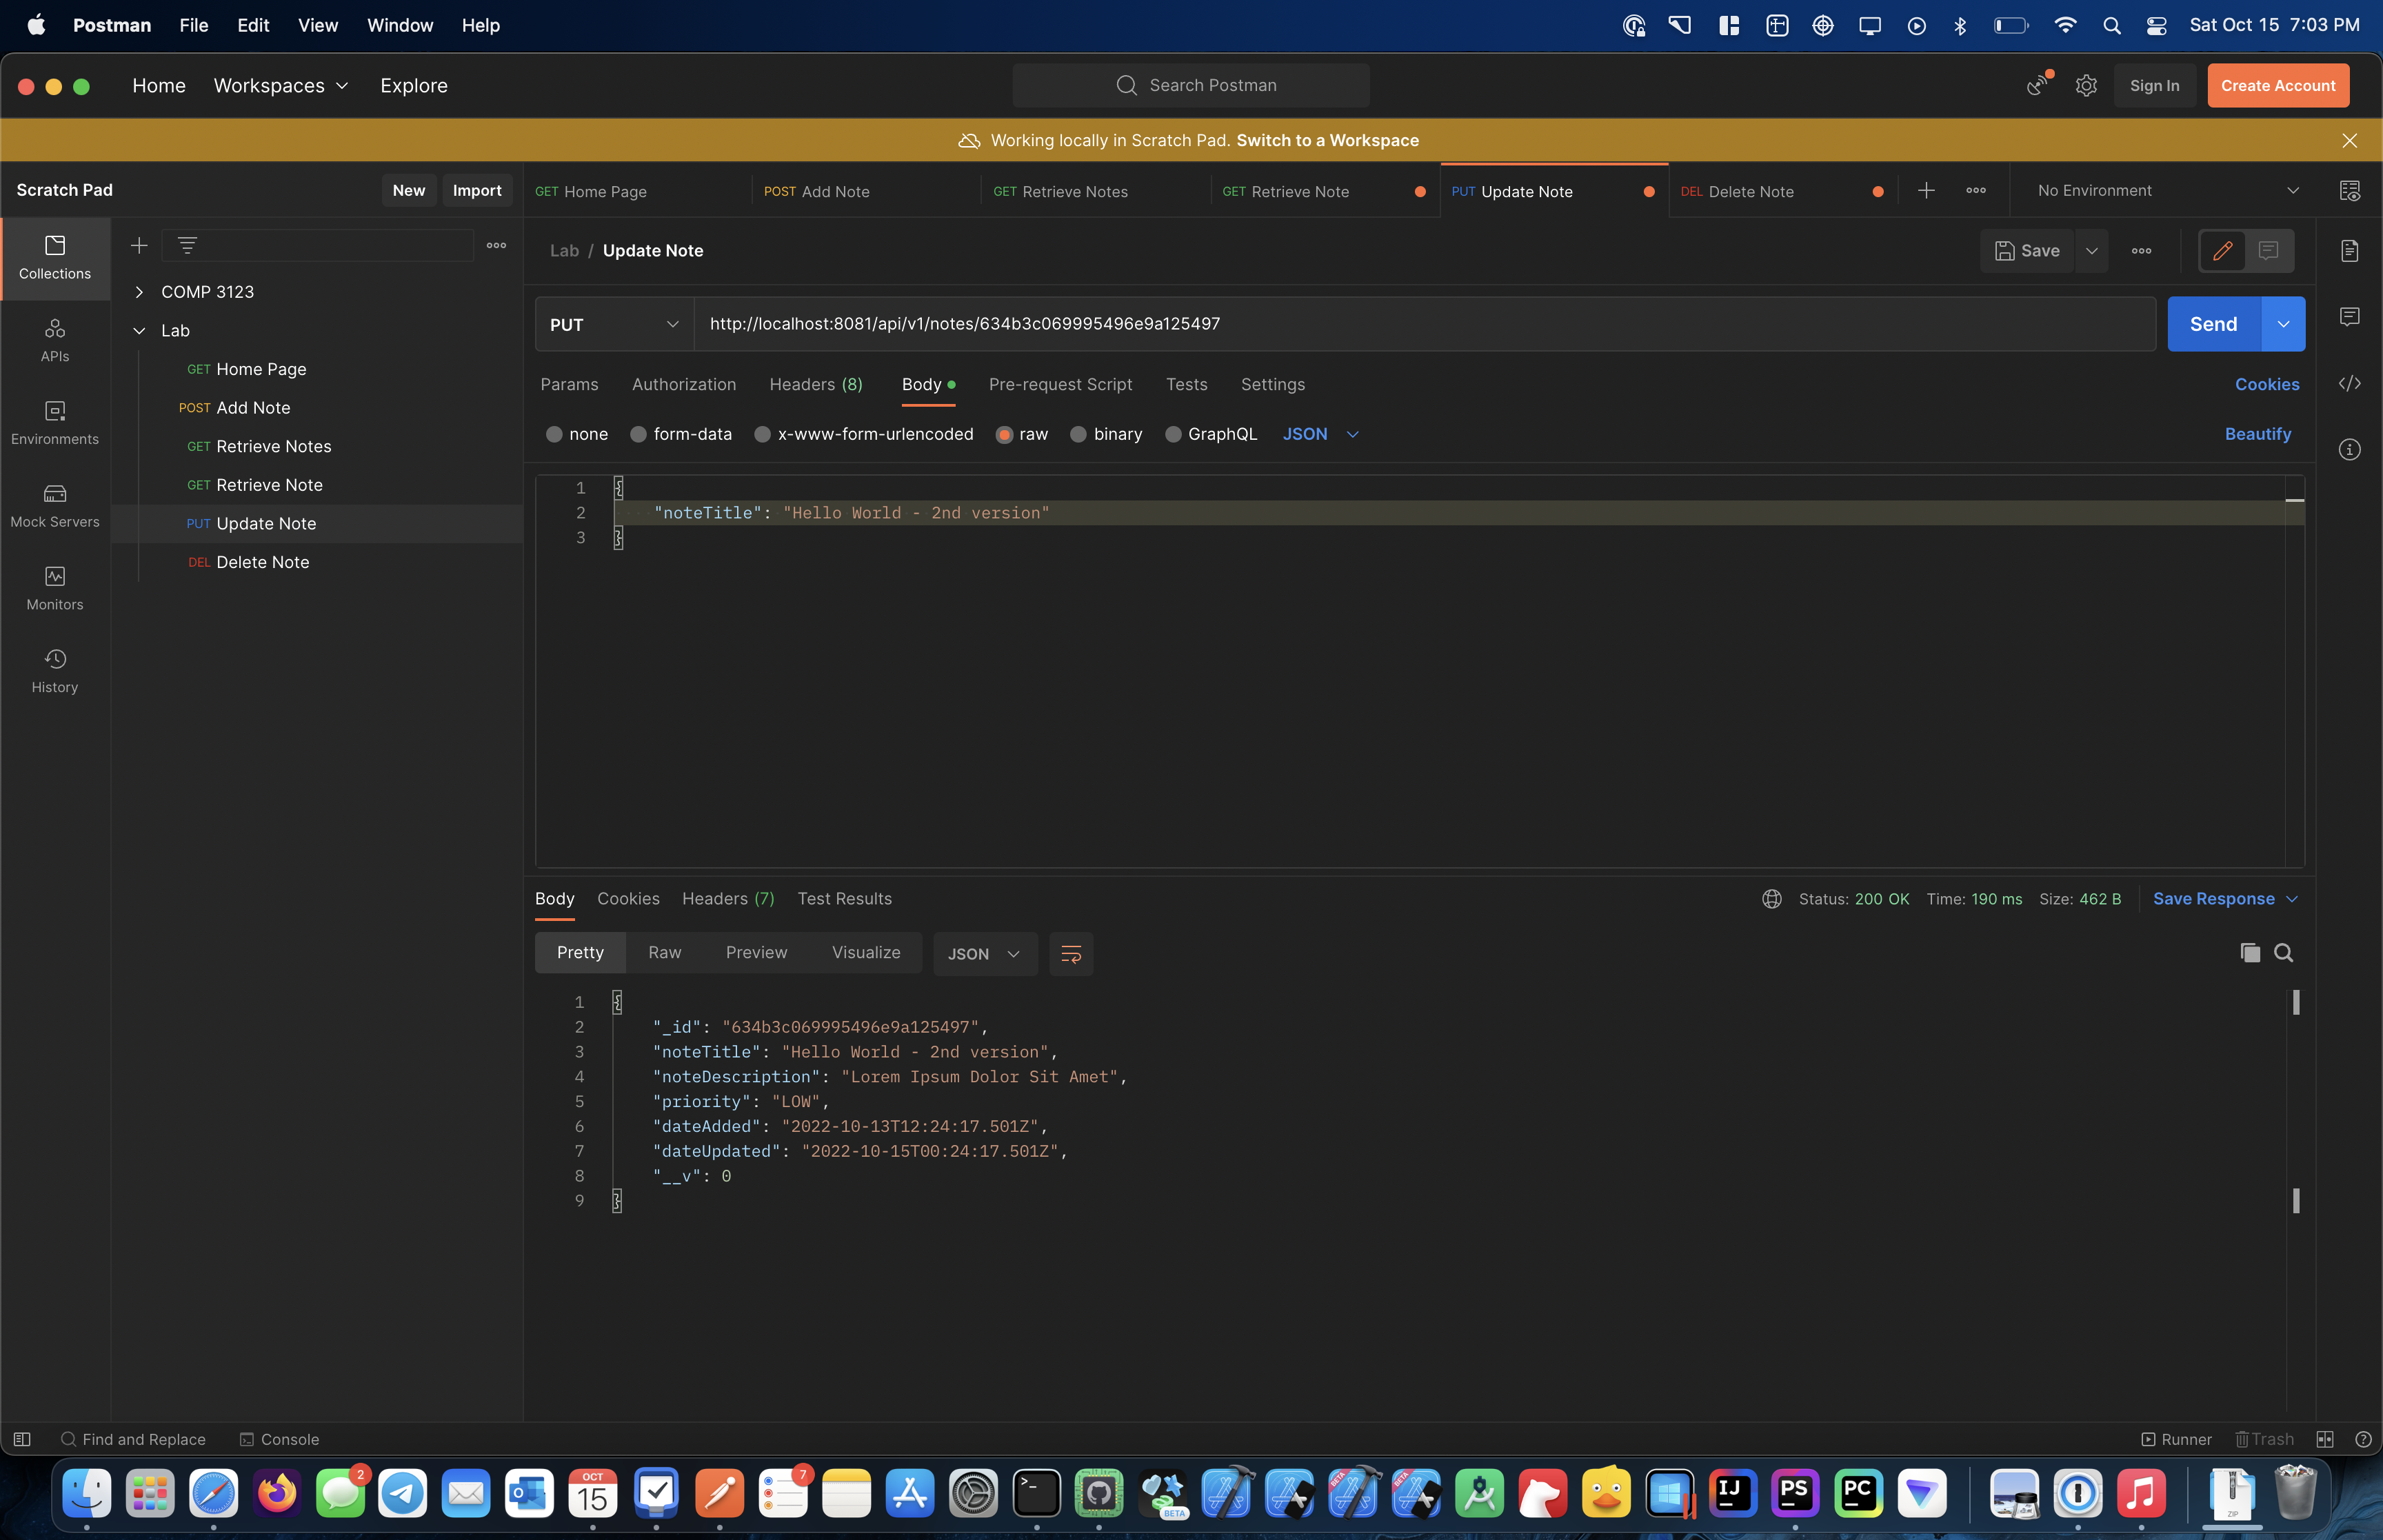 Postman File Edit View Window Help Sat Oct 15 7:03 PM
Home Workspaces Explore Search Postman Sign In Create Account
Working locally in Scratch Pad. Switch to a Workspace
Scratch Pad New Import GET Home Page POST Add Note GET Retrieve Notes GET Retrieve Note PUT Update Note DEL Delete Note No Environment
Collections
APIs
Environments
Mock Servers
Monitors
History
COMP 3123
Lab
GET Home Page
POST Add Note
GET Retrieve Notes
GET Retrieve Note
PUT Update Note
DEL Delete Note
Lab / Update Note Save
PUT http://localhost:8081/api/v1/notes/634b3c069995496e9a125497 Send
Params Authorization Headers (8) Body Pre-request Script Tests Settings Cookies
none form-data x-www-form-urlencoded raw binary GraphQL JSON Beautify
1 {
2 "noteTitle": "Hello World - 2nd version"
3 }
Body Cookies Headers (7) Test Results Status: 200 OK Time: 190 ms Size: 462 B Save Response
Pretty Raw Preview Visualize JSON
1 {
2 "_id": "634b3c069995496e9a125497",
3 "noteTitle": "Hello World - 2nd version",
4 "noteDescription": "Lorem Ipsum Dolor Sit Amet",
5 "priority": "LOW",
6 "dateAdded": "2022-10-13T12:24:17.501Z",
7 "dateUpdated": "2022-10-15T00:24:17.501Z",
8 "__v": 0
9 }
Find and Replace Console Runner Trash
2 OCT 15 7 BETA BETA BETA IJ PS PC ZIP